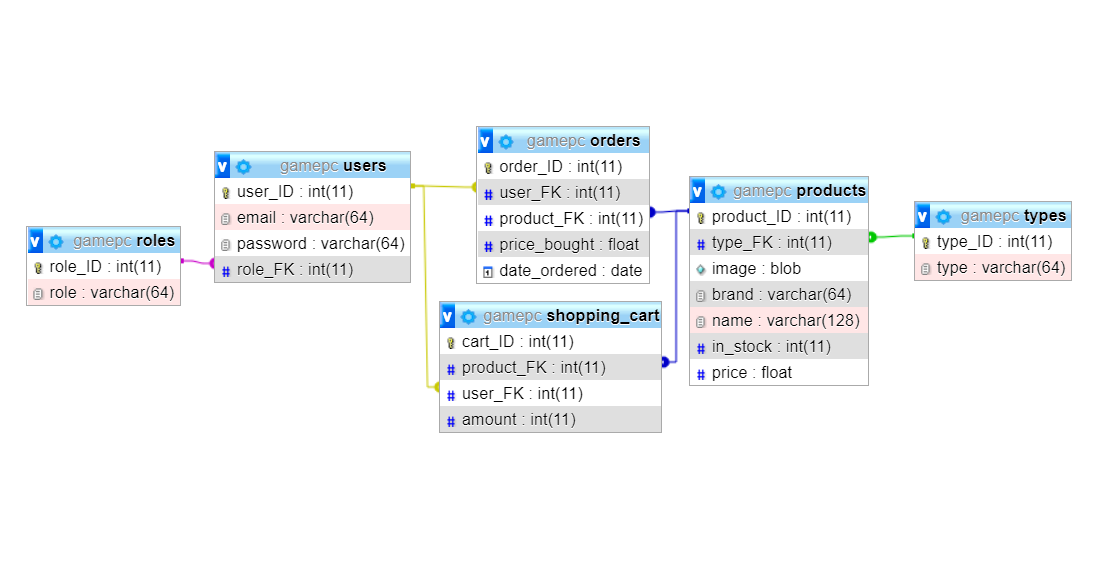 v gamepc roles
role_ID : int(11)
role : varchar(64)
v gamepc users
user_ID : int(11)
email : varchar(64)
password : varchar(64)
# role_FK : int(11)
v gamepc orders
order_ID : int(11)
# user_FK : int(11)
# product_FK : int(11)
# price_bought : float
date_ordered : date
v gamepc shopping_cart
cart_ID : int(11)
# product_FK : int(11)
# user_FK : int(11)
# amount : int(11)
v gamepc products
product_ID : int(11)
# type_FK : int(11)
image : blob
brand : varchar(64)
name : varchar(128)
# in_stock : int(11)
# price : float
v gamepc types
type_ID : int(11)
type : varchar(64)